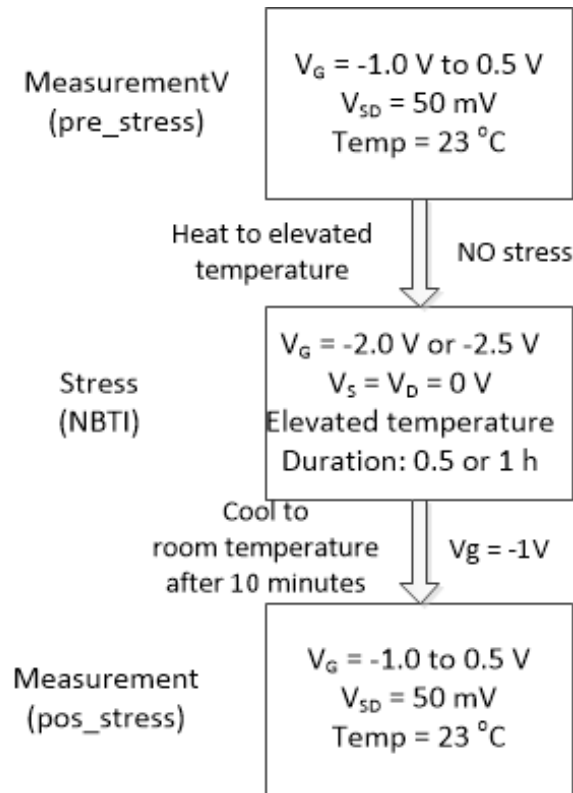 MeasurementV
(pre_stress)
V_G = -1.0 V to 0.5 V
V_SD = 50 mV
Temp = 23 °C
Heat to elevated
temperature
NO stress
Stress
(NBTI)
V_G = -2.0 V or -2.5 V
V_S = V_D = 0 V
Elevated temperature
Duration: 0.5 or 1 h
Cool to
room temperature
after 10 minutes
Vg = -1V
Measurement
(pos_stress)
V_G = -1.0 to 0.5 V
V_SD = 50 mV
Temp = 23 °C